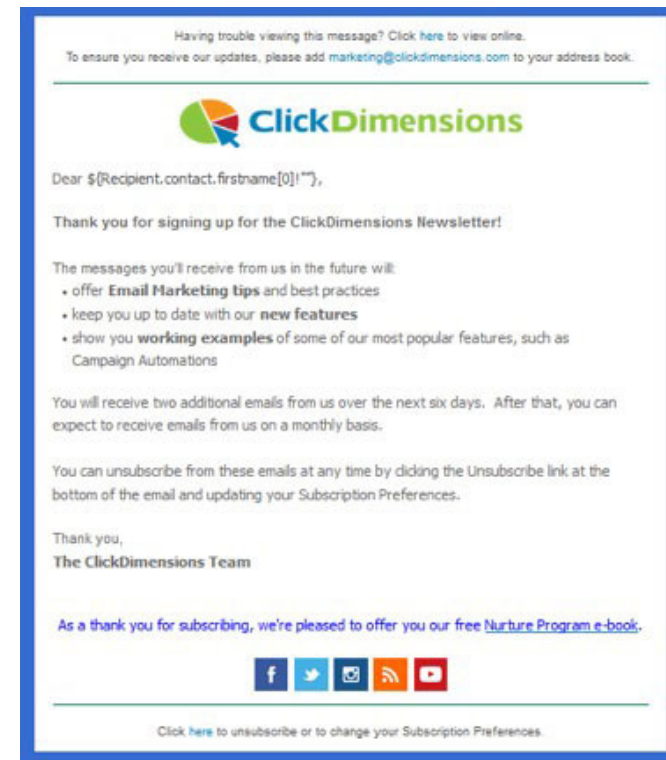 Having trouble viewing this message? Click here to view online.
To ensure you receive our updates, please add marketing@clickdimensions.com to your address book.
ClickDimensions
Dear ${Recipient.contact.firstname[0]!""},
Thank you for signing up for the ClickDimensions Newsletter!
The messages you'll receive from us in the future will:
• offer Email Marketing tips and best practices
• keep you up to date with our new features
• show you working examples of some of our most popular features, such as
Campaign Automations
You will receive two additional emails from us over the next six days. After that, you can
expect to receive emails from us on a monthly basis.
You can unsubscribe from these emails at any time by clicking the Unsubscribe link at the
bottom of the email and updating your Subscription Preferences.
Thank you,
The ClickDimensions Team
As a thank you for subscribing, we're pleased to offer you our free Nurture Program e-book.
Click here to unsubscribe or to change your Subscription Preferences.